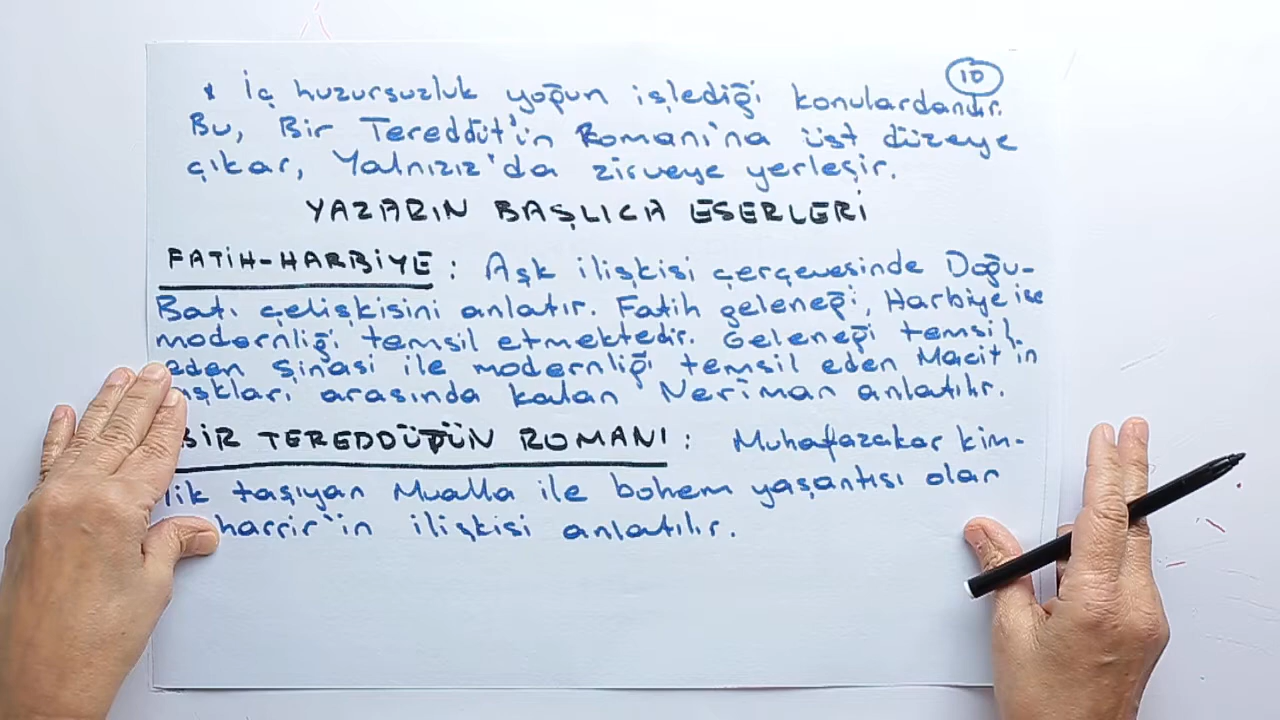 10
* İç huzursuzluk yoğun işlediği konulardandır.
Bu, Bir Tereddüt'ün Romanı'na üst düzeye
çıkar, Yalnızız'da zirveye yerleşir.
YAZARIN BAŞLICA ESERLERİ
FATİH-HARBİYE: Aşk ilişkisi çerçevesinde Doğu-
Batı çelişkisini anlatır. Fatih geleneği, Harbiye ise
modernliği temsil etmektedir. Geleneği temsil
eden Şinasi ile modernliği temsil eden Macit'in
aşkları arasında kalan Neriman anlatılır.
BİR TEREDDÜDÜN ROMANI: Muhafazakar kim-
lik taşıyan Mualla ile bohem yaşantısı olan
harrir'in ilişkisi anlatılır.